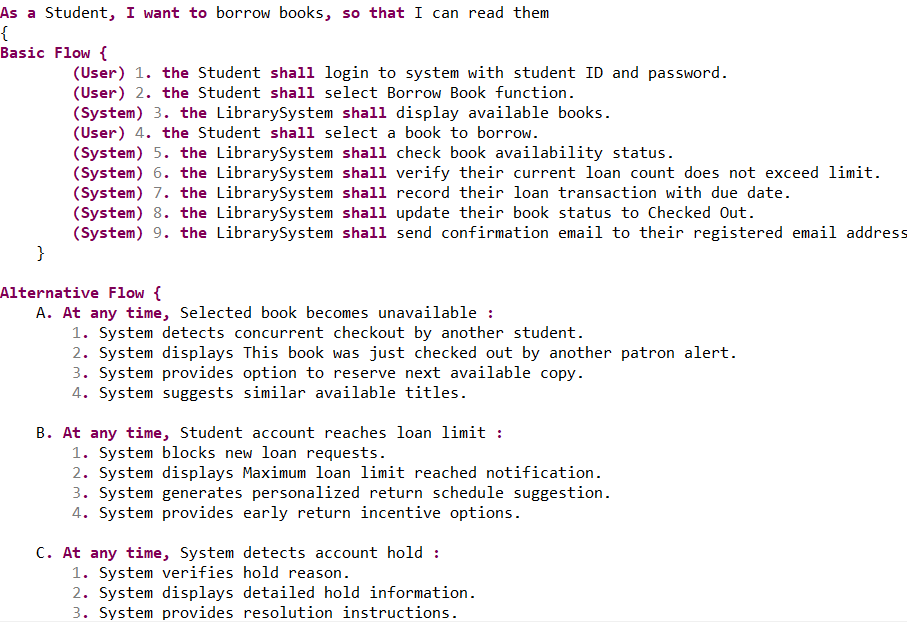 As a Student, I want to borrow books, so that I can read them
{
Basic Flow {
(User) 1. the Student shall login to system with student ID and password.
(User) 2. the Student shall select Borrow Book function.
(System) 3. the LibrarySystem shall display available books.
(User) 4. the Student shall select a book to borrow.
(System) 5. the LibrarySystem shall check book availability status.
(System) 6. the LibrarySystem shall verify their current loan count does not exceed limit.
(System) 7. the LibrarySystem shall record their loan transaction with due date.
(System) 8. the LibrarySystem shall update their book status to Checked Out.
(System) 9. the LibrarySystem shall send confirmation email to their registered email address
}
Alternative Flow {
A. At any time, Selected book becomes unavailable :
1. System detects concurrent checkout by another student.
2. System displays This book was just checked out by another patron alert.
3. System provides option to reserve next available copy.
4. System suggests similar available titles.
B. At any time, Student account reaches loan limit :
1. System blocks new loan requests.
2. System displays Maximum loan limit reached notification.
3. System generates personalized return schedule suggestion.
4. System provides early return incentive options.
C. At any time, System detects account hold :
1. System verifies hold reason.
2. System displays detailed hold information.
3. System provides resolution instructions.